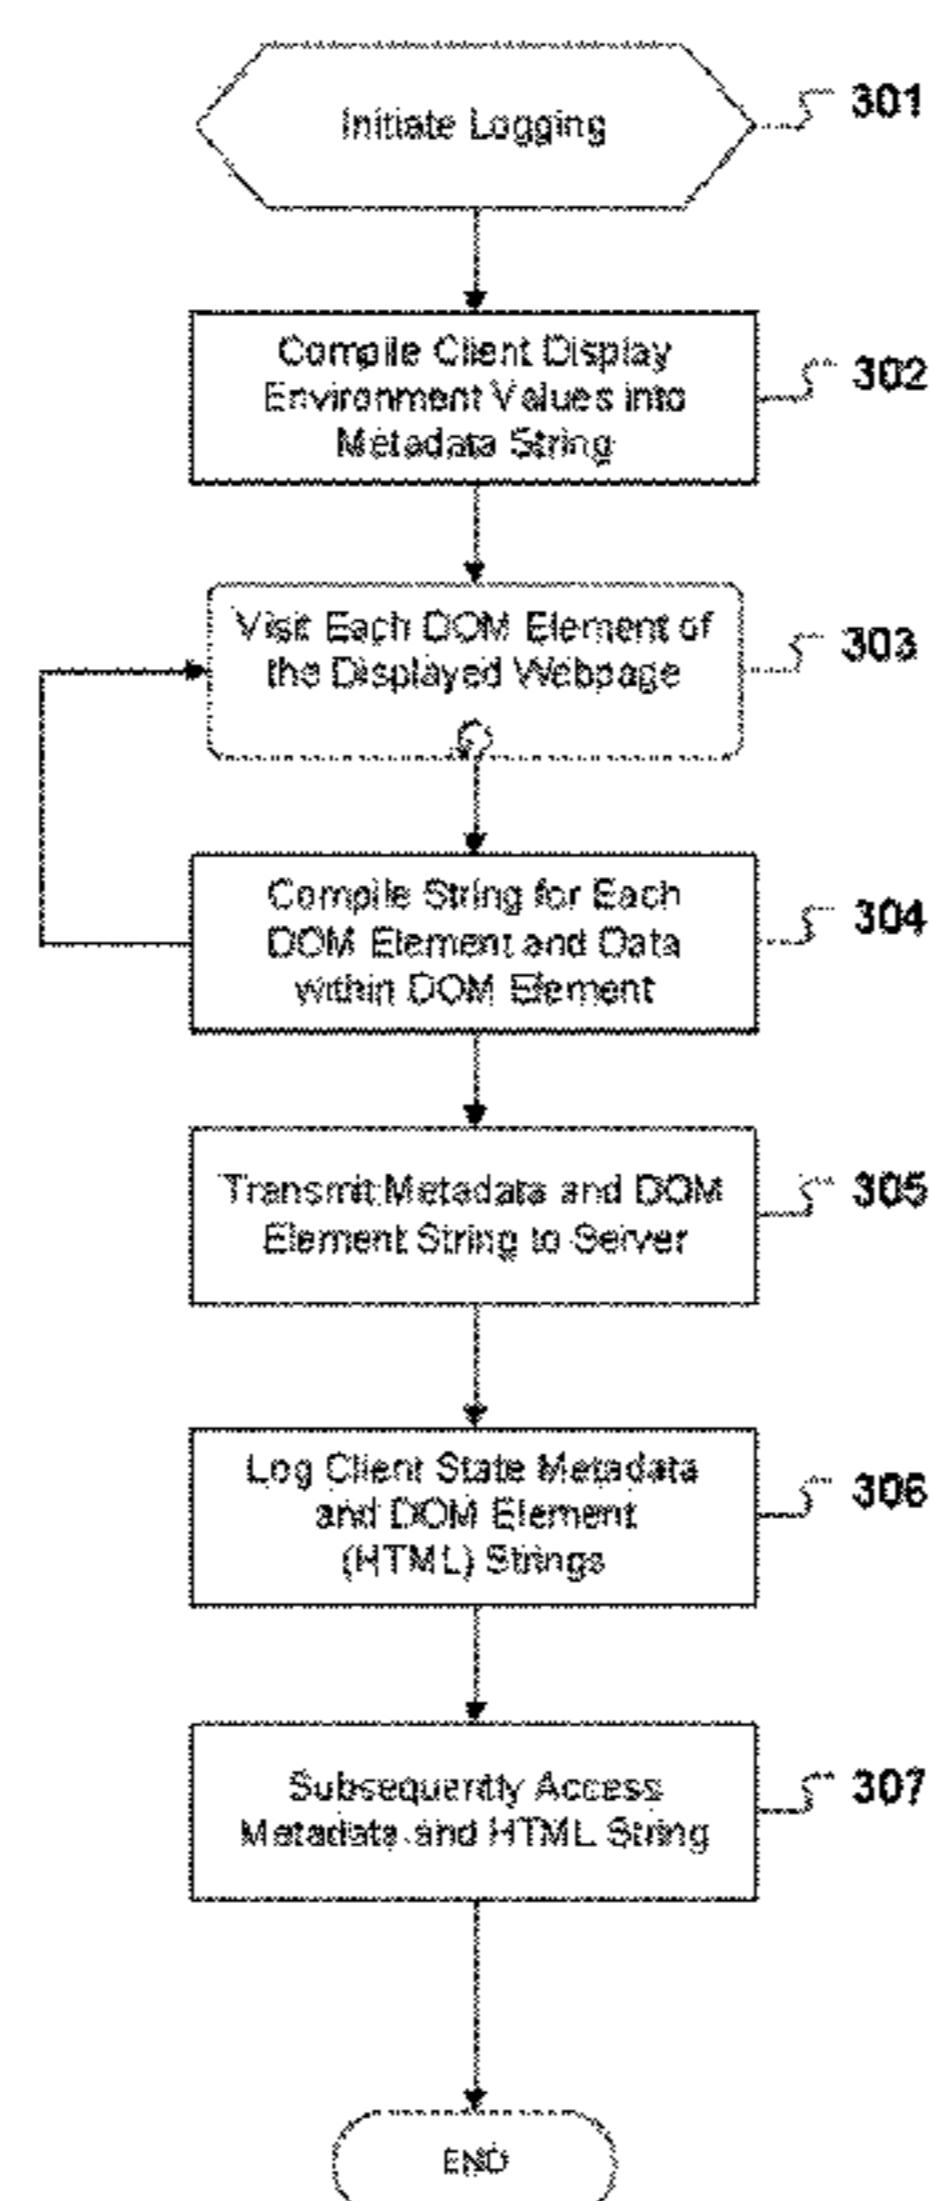 Initiate Logging
301
Compile Client Display
Environment Values into
Metadata String
302
Visit Each DOM Element of
the Displayed Webpage
303
Compile String for Each
DOM Element and Data
within DOM Element
304
Transmit Metadata and DOM
Element String to Server
305
Log Client State Metadata
and DOM Element
(HTML) Strings
306
Subsequently Access
Metadata and HTML String
307
END